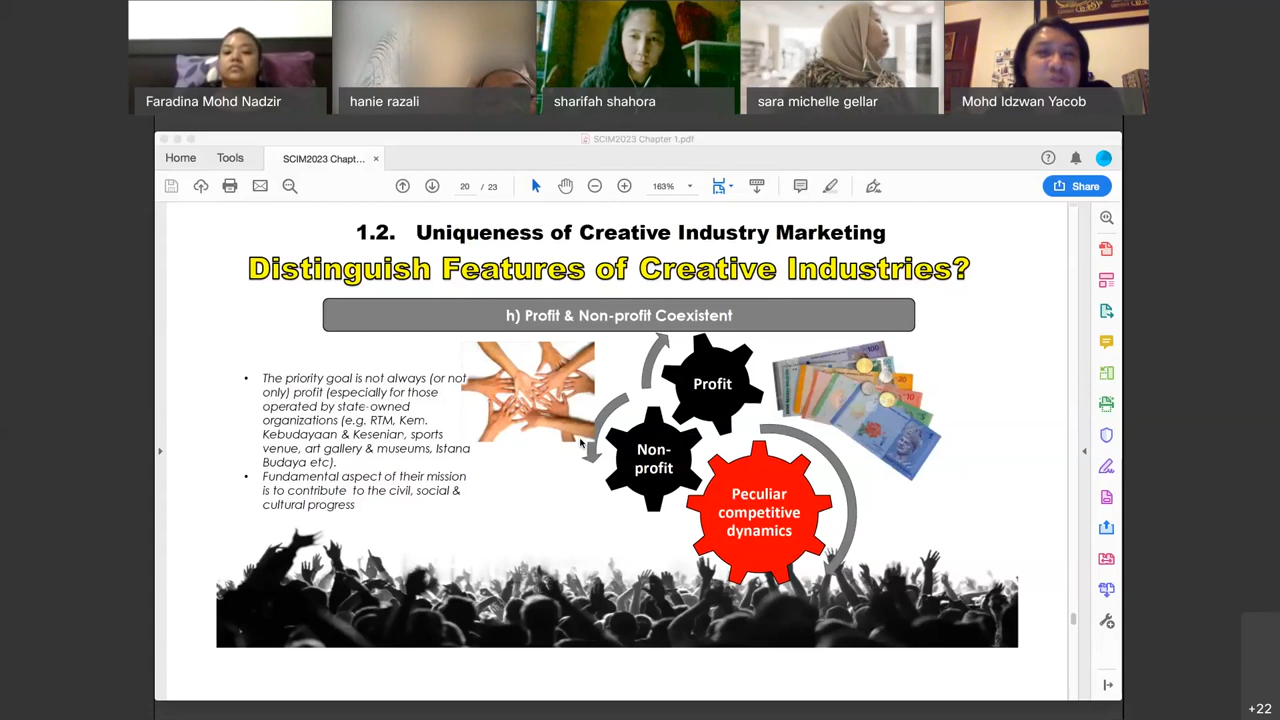 Faradina Mohd Nadzir
hanie razali
sharifah shahora
sara michelle gellar
Mohd Idzwan Yacob
SCIM2023 Chapter 1.pdf
Home
Tools
SCIM2023 Chapt...
20 / 23
163%
Share
1.2. Uniqueness of Creative Industry Marketing
Distinguish Features of Creative Industries?
h) Profit & Non-profit Coexistent
• The priority goal is not always (or not
only) profit (especially for those
operated by state-owned
organizations (e.g. RTM, Kem.
Kebudayaan & Kesenian, sports
venue, art gallery & museums, Istana
Budaya etc).
• Fundamental aspect of their mission
is to contribute to the civil, social &
cultural progress
Profit
Non-
profit
Peculiar
competitive
dynamics
+22